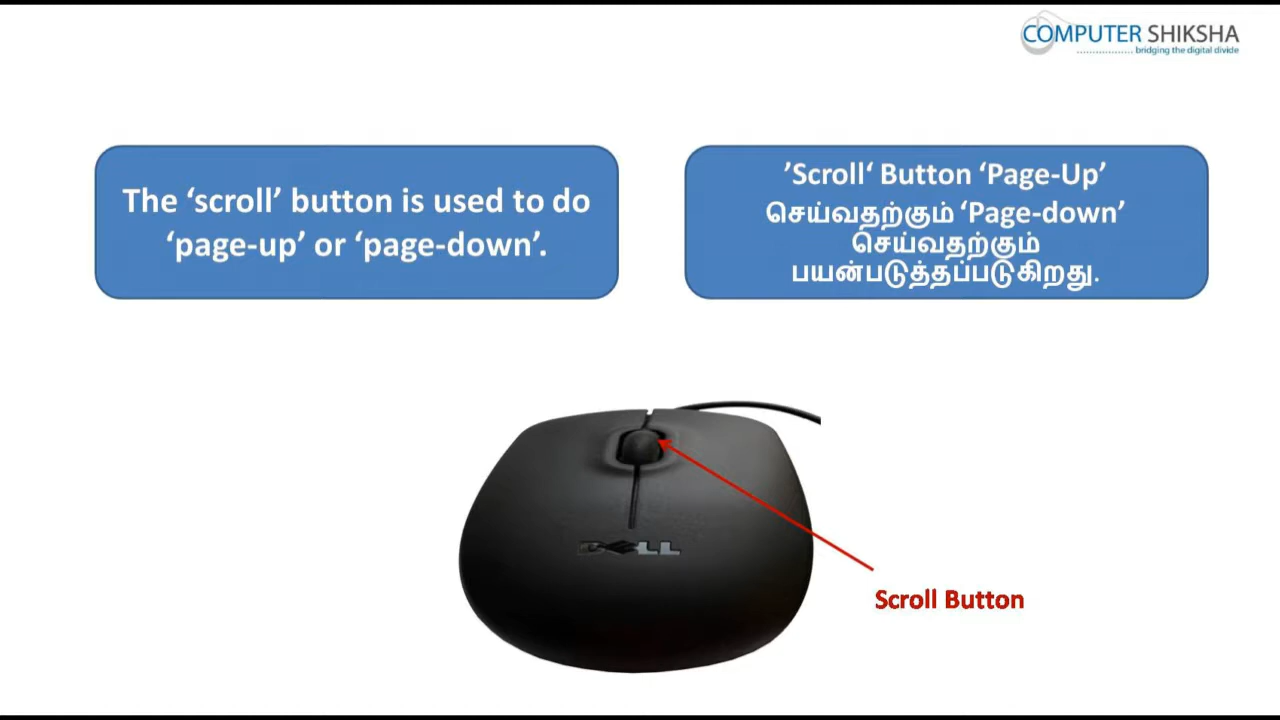 COMPUTER SHIKSHA
bridging the digital divide
The ‘scroll’ button is used to do
‘page-up’ or ‘page-down’.
’Scroll‘ Button ‘Page-Up’
செய்வதற்கும் ‘Page-down’
செய்வதற்கும்
பயன்படுத்தப்படுகிறது.
DELL
Scroll Button